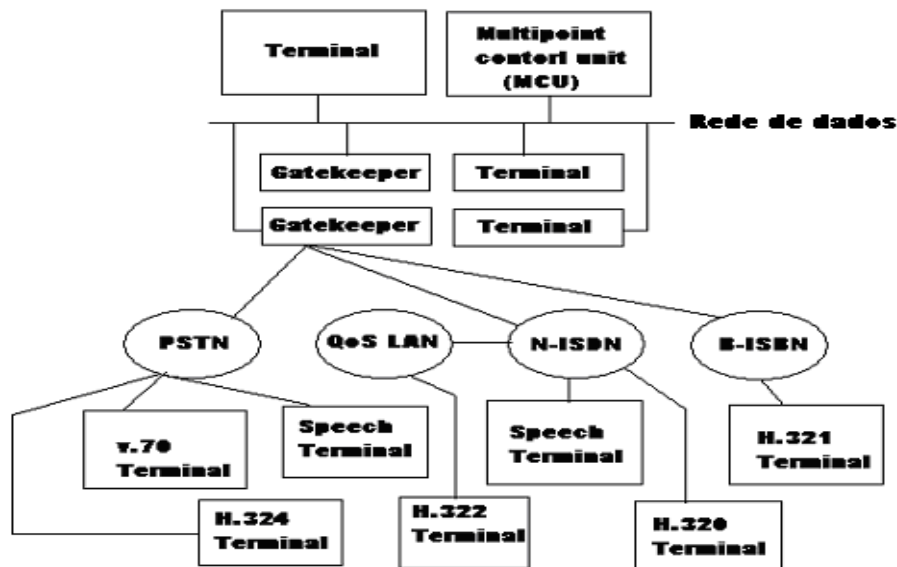 Terminal
Multipoint
contorl unit
(MCU)
Rede de dados
Gatekeeper
Terminal
Gatekeeper
Terminal
PSTN
QoS LAN
N-ISDN
B-ISBN
v.70
Terminal
Speech
Terminal
Speech
Terminal
H.321
Terminal
H.324
Terminal
H.322
Terminal
H.320
Terminal